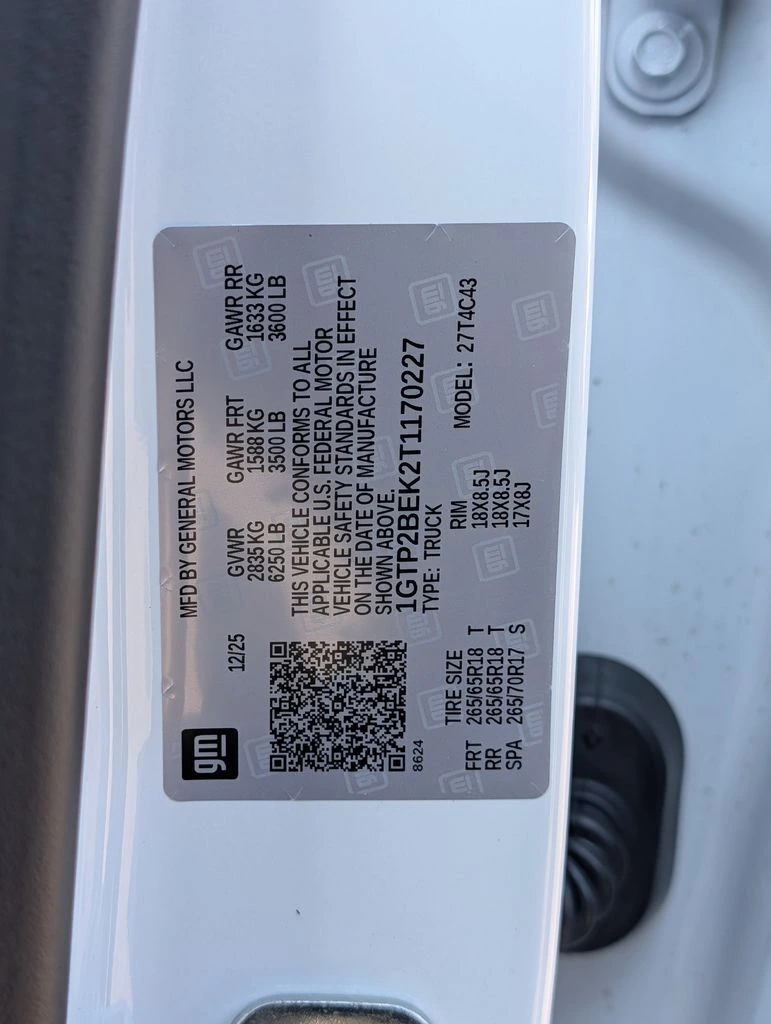 gm
MFD BY GENERAL MOTORS LLC
12/25
GVWR GAWR FRT GAWR RR
2835KG 1588 KG 1633 KG
6250 LB 3500 LB 3600 LB
THIS VEHICLE CONFORMS TO ALL
APPLICABLE U.S. FEDERAL MOTOR
VEHICLE SAFETY STANDARDS IN EFFECT
ON THE DATE OF MANUFACTURE
SHOWN ABOVE.
1GTP2BEK2T1170227
8624
TYPE: TRUCK
MODEL: 27T4C43
TIRE SIZE RIM
FRT 265/65R18 T 18X8.5J
RR 265/65R18 T 18X8.5J
SPA 265/70R17 S 17X8J